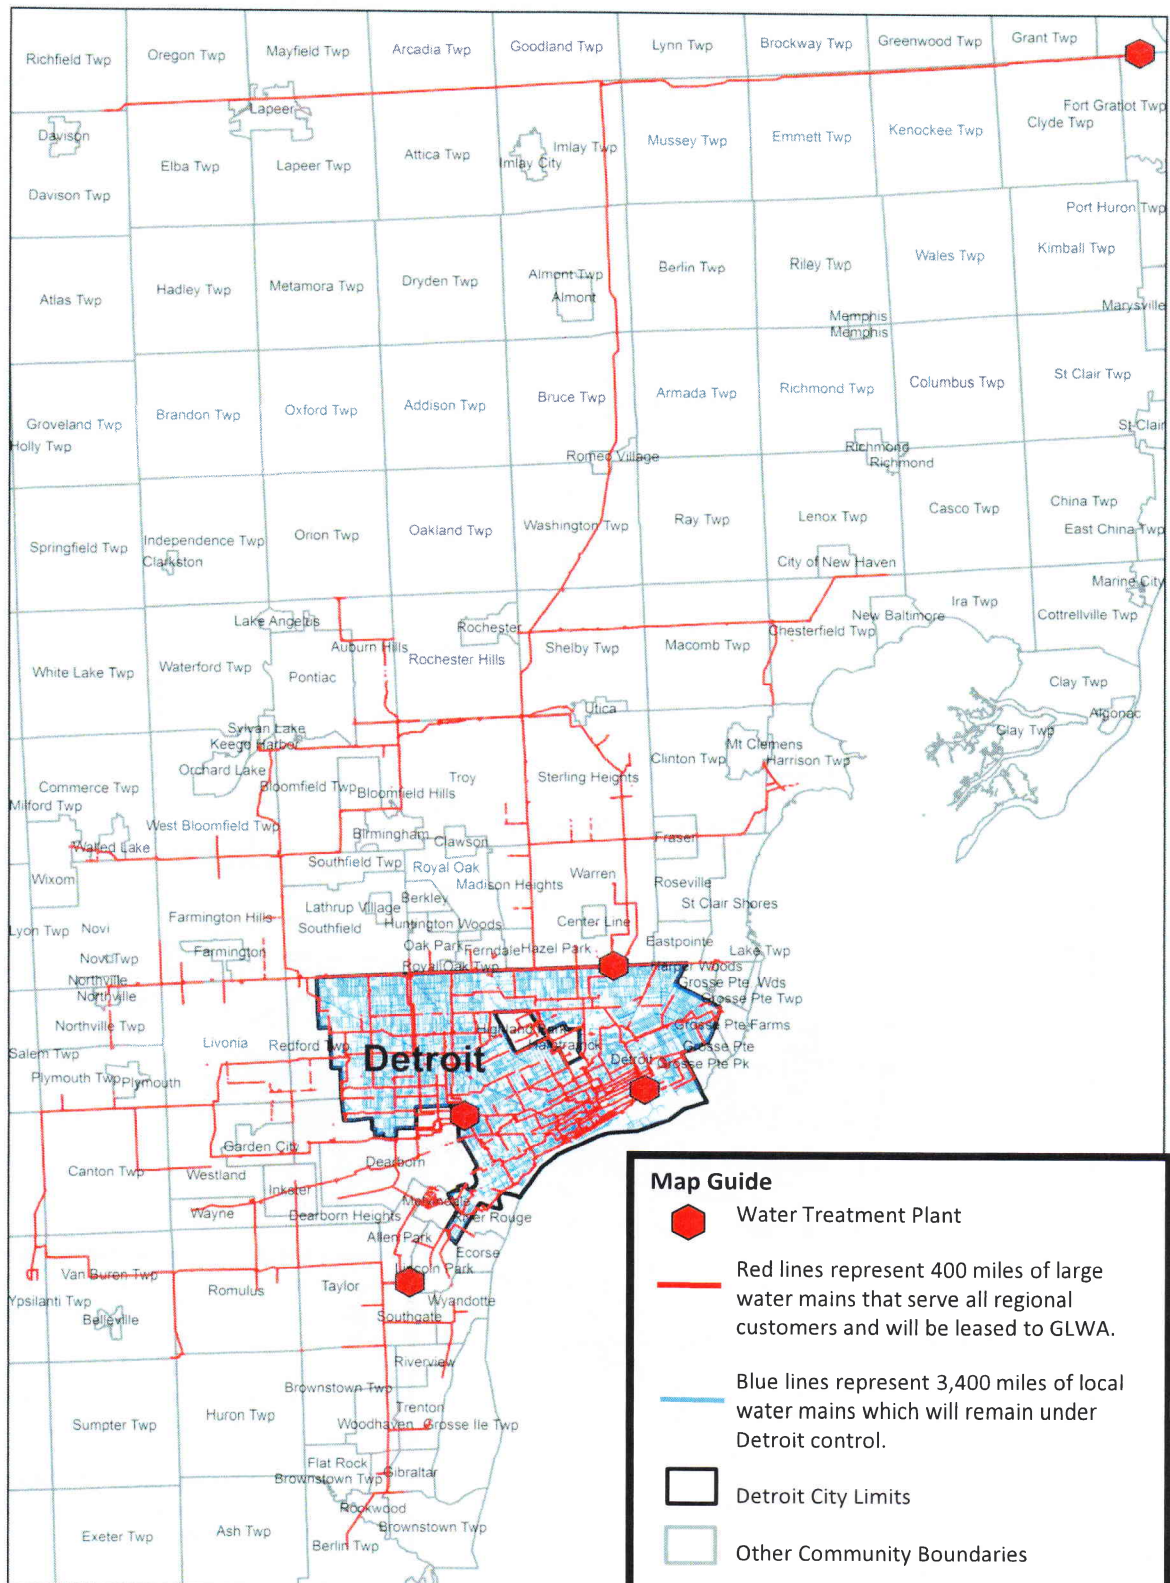 Richfield Twp
Oregon Twp
Mayfield Twp
Arcadia Twp
Goodland Twp
Lynn Twp
Brockway Twp
Greenwood Twp
Grant Twp
Fort Gratiot Twp
Clyde Twp
Lapeer
Davison
Elba Twp
Lapeer Twp
Attica Twp
Imlay Twp
Imlay City
Mussey Twp
Emmett Twp
Kenockee Twp
Davison Twp
Port Huron Twp
Kimball Twp
Atlas Twp
Hadley Twp
Metamora Twp
Dryden Twp
Almont Twp
Almont
Berlin Twp
Riley Twp
Wales Twp
Marysville
Memphis
Memphis
Groveland Twp
Holly Twp
Brandon Twp
Oxford Twp
Addison Twp
Bruce Twp
Armada Twp
Richmond Twp
Columbus Twp
St Clair Twp
St Clair
Romeo Village
Richmond
Richmond
Springfield Twp
Independence Twp
Clarkston
Orion Twp
Oakland Twp
Washington Twp
Ray Twp
Lenox Twp
Casco Twp
China Twp
East China Twp
City of New Haven
Marine City
Lake Angelus
Rochester
New Baltimore
Ira Twp
Cottrellville Twp
White Lake Twp
Waterford Twp
Auburn Hills
Pontiac
Rochester Hills
Shelby Twp
Macomb Twp
Chesterfield Twp
Clay Twp
Algonac
Clay Twp
Utica
Sylvan Lake
Keego Harbor
Orchard Lake
Commerce Twp
Milford Twp
Bloomfield Twp
Bloomfield Hills
Troy
Sterling Heights
Clinton Twp
Mt Clemens
Harrison Twp
Walled Lake
West Bloomfield Twp
Birmingham
Clawson
Fraser
Wixom
Southfield Twp
Royal Oak
Madison Heights
Warren
Roseville
Lathrup Village
Berkley
St Clair Shores
Lyon Twp
Novi
Farmington Hills
Southfield
Huntington Woods
Center Line
Novi Twp
Farmington
Oak Park
Ferndale
Hazel Park
Eastpointe
Lake Twp
Royal Oak Twp
Harper Woods
Northville
Northville
Grosse Pte Wds
Grosse Pte Twp
Northville Twp
Livonia
Redford Twp
Highland Park
Hamtramck
Grosse Pte Farms
Grosse Pte
Salem Twp
Detroit
Detroit
Grosse Pte Pk
Plymouth Twp
Plymouth
Garden City
Canton Twp
Westland
Dearborn
Inkster
Wayne
Dearborn Heights
Melvindale
River Rouge
Allen Park
Ecorse
Van Buren Twp
Romulus
Taylor
Lincoln Park
Ypsilanti Twp
Belleville
Wyandotte
Southgate
Riverview
Brownstown Twp
Trenton
Sumpter Twp
Huron Twp
Woodhaven
Grosse Ile Twp
Flat Rock
Brownstown Twp
Gibraltar
Rockwood
Exeter Twp
Ash Twp
Berlin Twp
Brownstown Twp
Map Guide
Water Treatment Plant
Red lines represent 400 miles of large
water mains that serve all regional
customers and will be leased to GLWA.
Blue lines represent 3,400 miles of local
water mains which will remain under
Detroit control.
Detroit City Limits
Other Community Boundaries